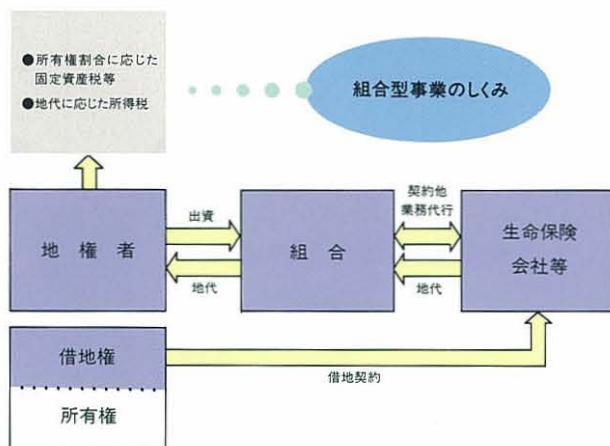 ●所有権割合に応じた
固定資産税等
●地代に応じた所得税
組合型事業のしくみ
地権者
出資
地代
組合
契約他
業務代行
地代
生命保険
会社等
借地権
所有権
借地契約